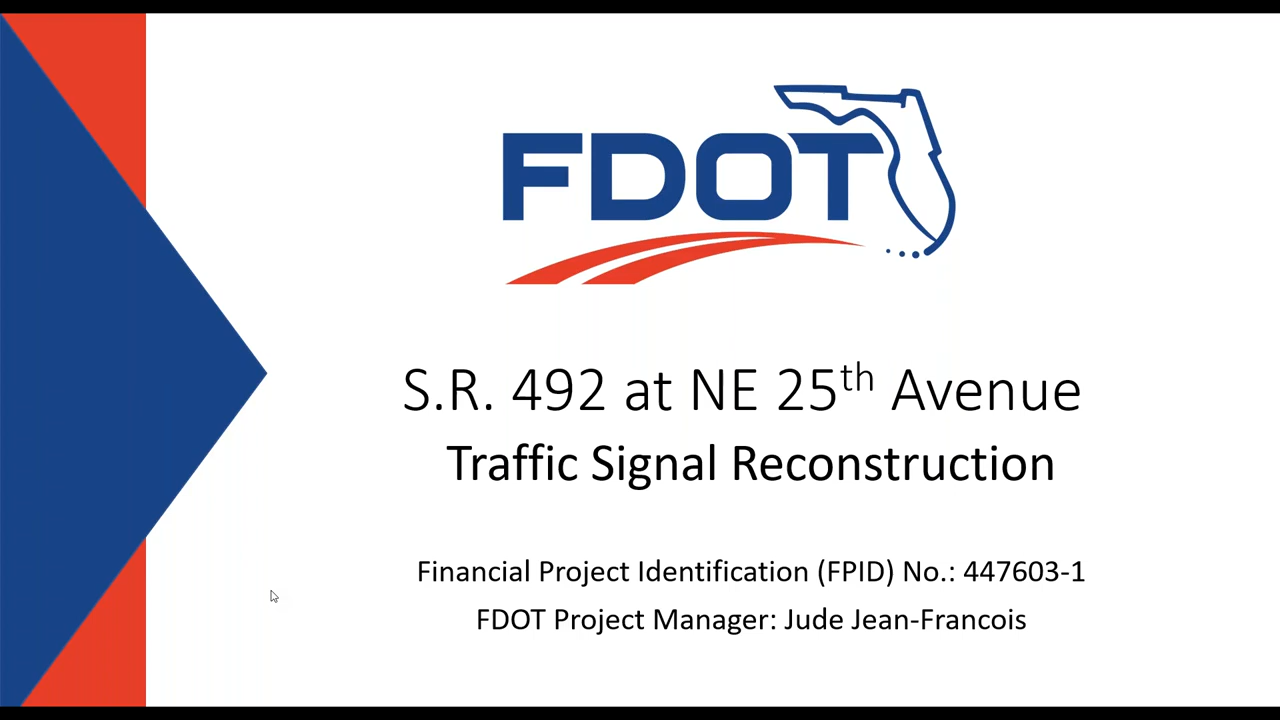 FDOT
S.R. 492 at NE 25th Avenue
Traffic Signal Reconstruction
Financial Project Identification (FPID) No.: 447603-1
FDOT Project Manager: Jude Jean-Francois